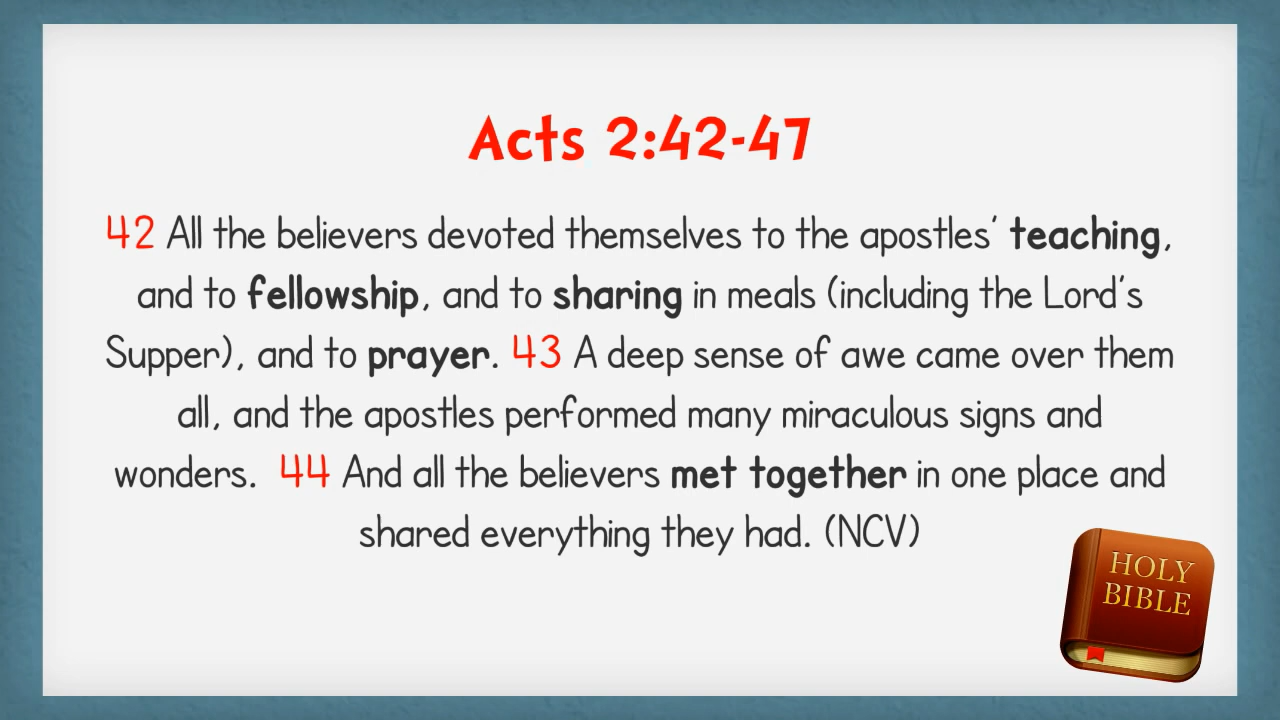 Acts 2:42-47
42 All the believers devoted themselves to the apostles' teaching,
and to fellowship, and to sharing in meals (including the Lord's
Supper), and to prayer. 43 A deep sense of awe came over them
all, and the apostles performed many miraculous signs and
wonders. 44 And all the believers met together in one place and
shared everything they had. (NCV)
HOLY
BIBLE